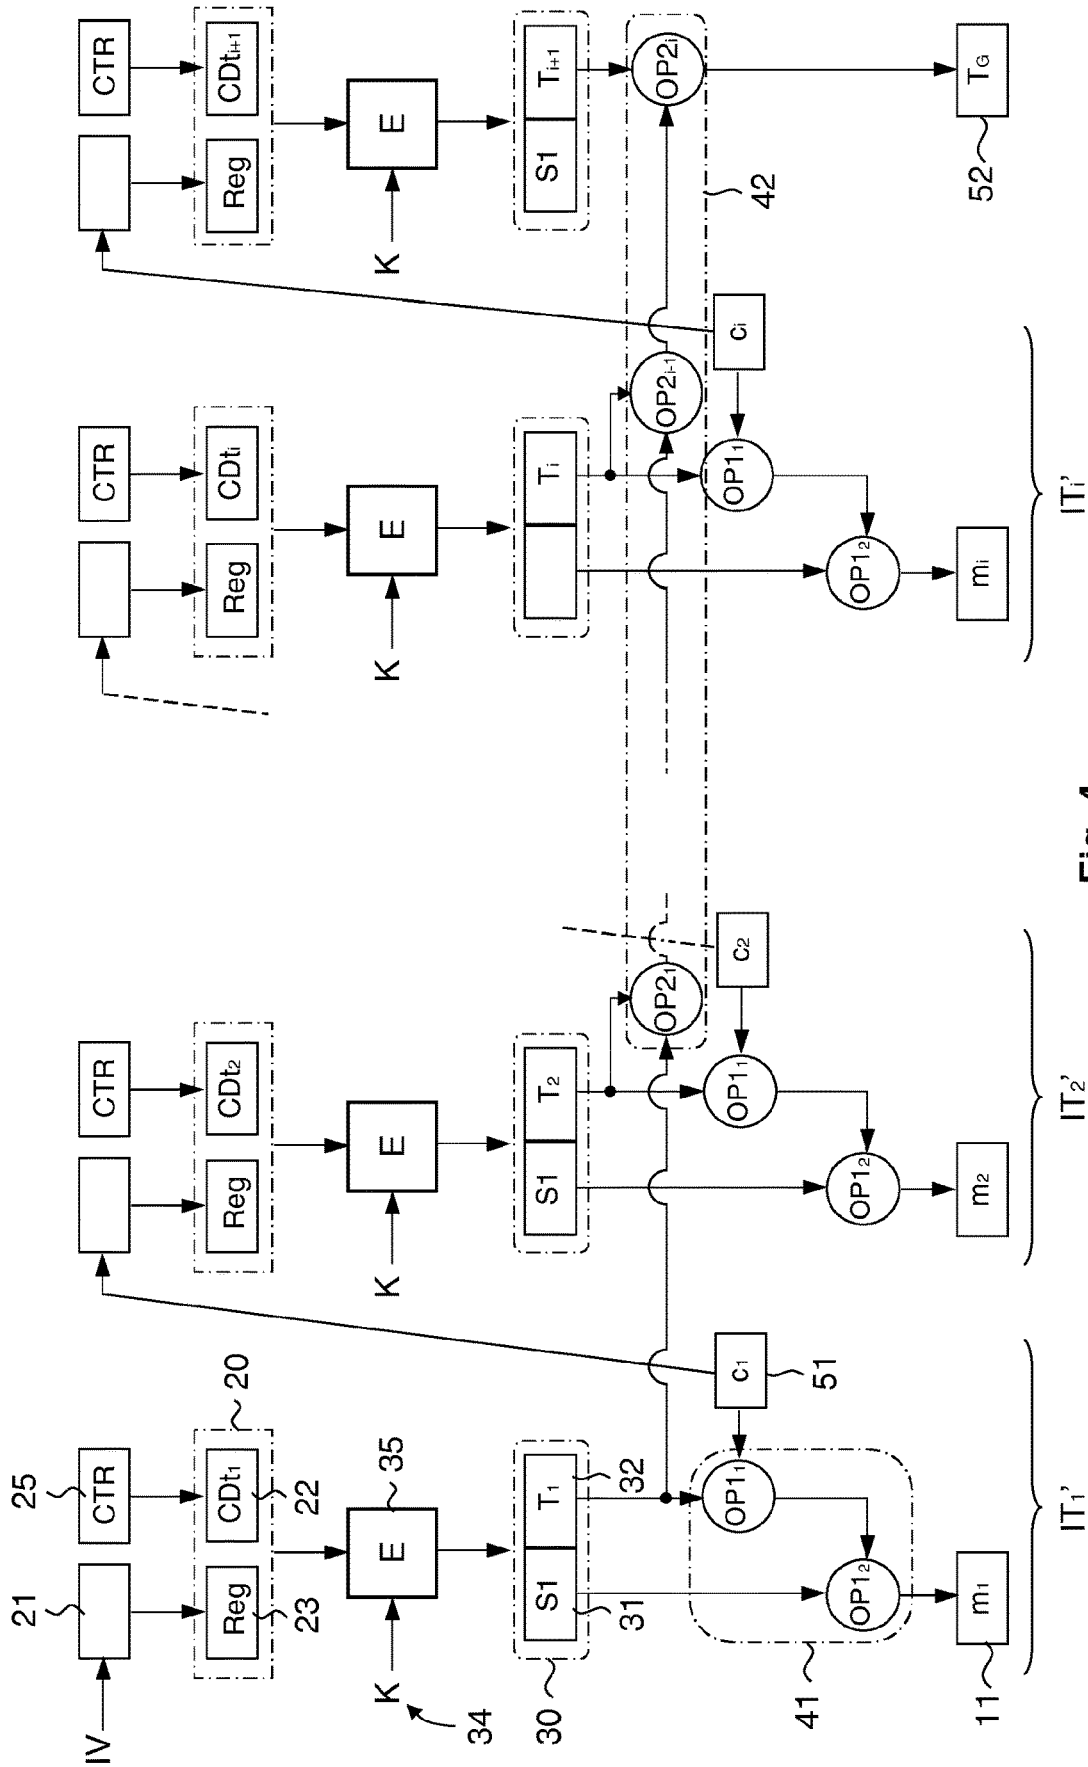 IV
21
25
CTR
20
Reg
CDt1
23
22
K
34
E
35
30
S1
T1
31
32
OP11
OP12
41
c1
51
m1
11
IT1'
CTR
Reg
CDt2
K
E
S1
T2
OP21
OP11
OP12
c2
m2
IT2'
CTR
Reg
CDti
K
E
Ti
OP2i-1
OP11
OP12
ci
mi
ITi'
CTR
Reg
CDti+1
K
E
S1
Ti+1
OP2i
42
TG
52